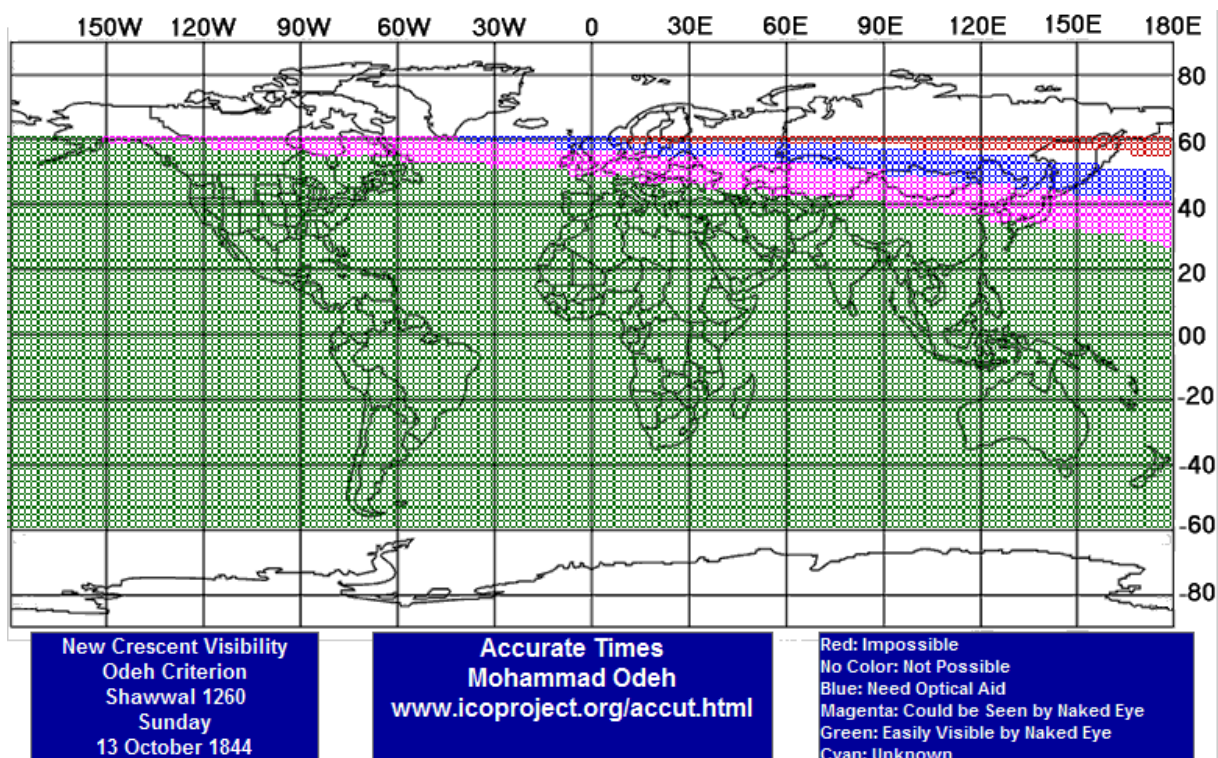 150W 120W 90W 60W 30W 0 30E 60E 90E 120E 150E 180E
80
60
40
20
00
-20
-40
-60
-80
New Crescent Visibility
Odeh Criterion
Shawwal 1260
Sunday
13 October 1844
Accurate Times
Mohammad Odeh
www.icoproject.org/accut.html
Red: Impossible
No Color: Not Possible
Blue: Need Optical Aid
Magenta: Could be Seen by Naked Eye
Green: Easily Visible by Naked Eye
Cyan: Unknown